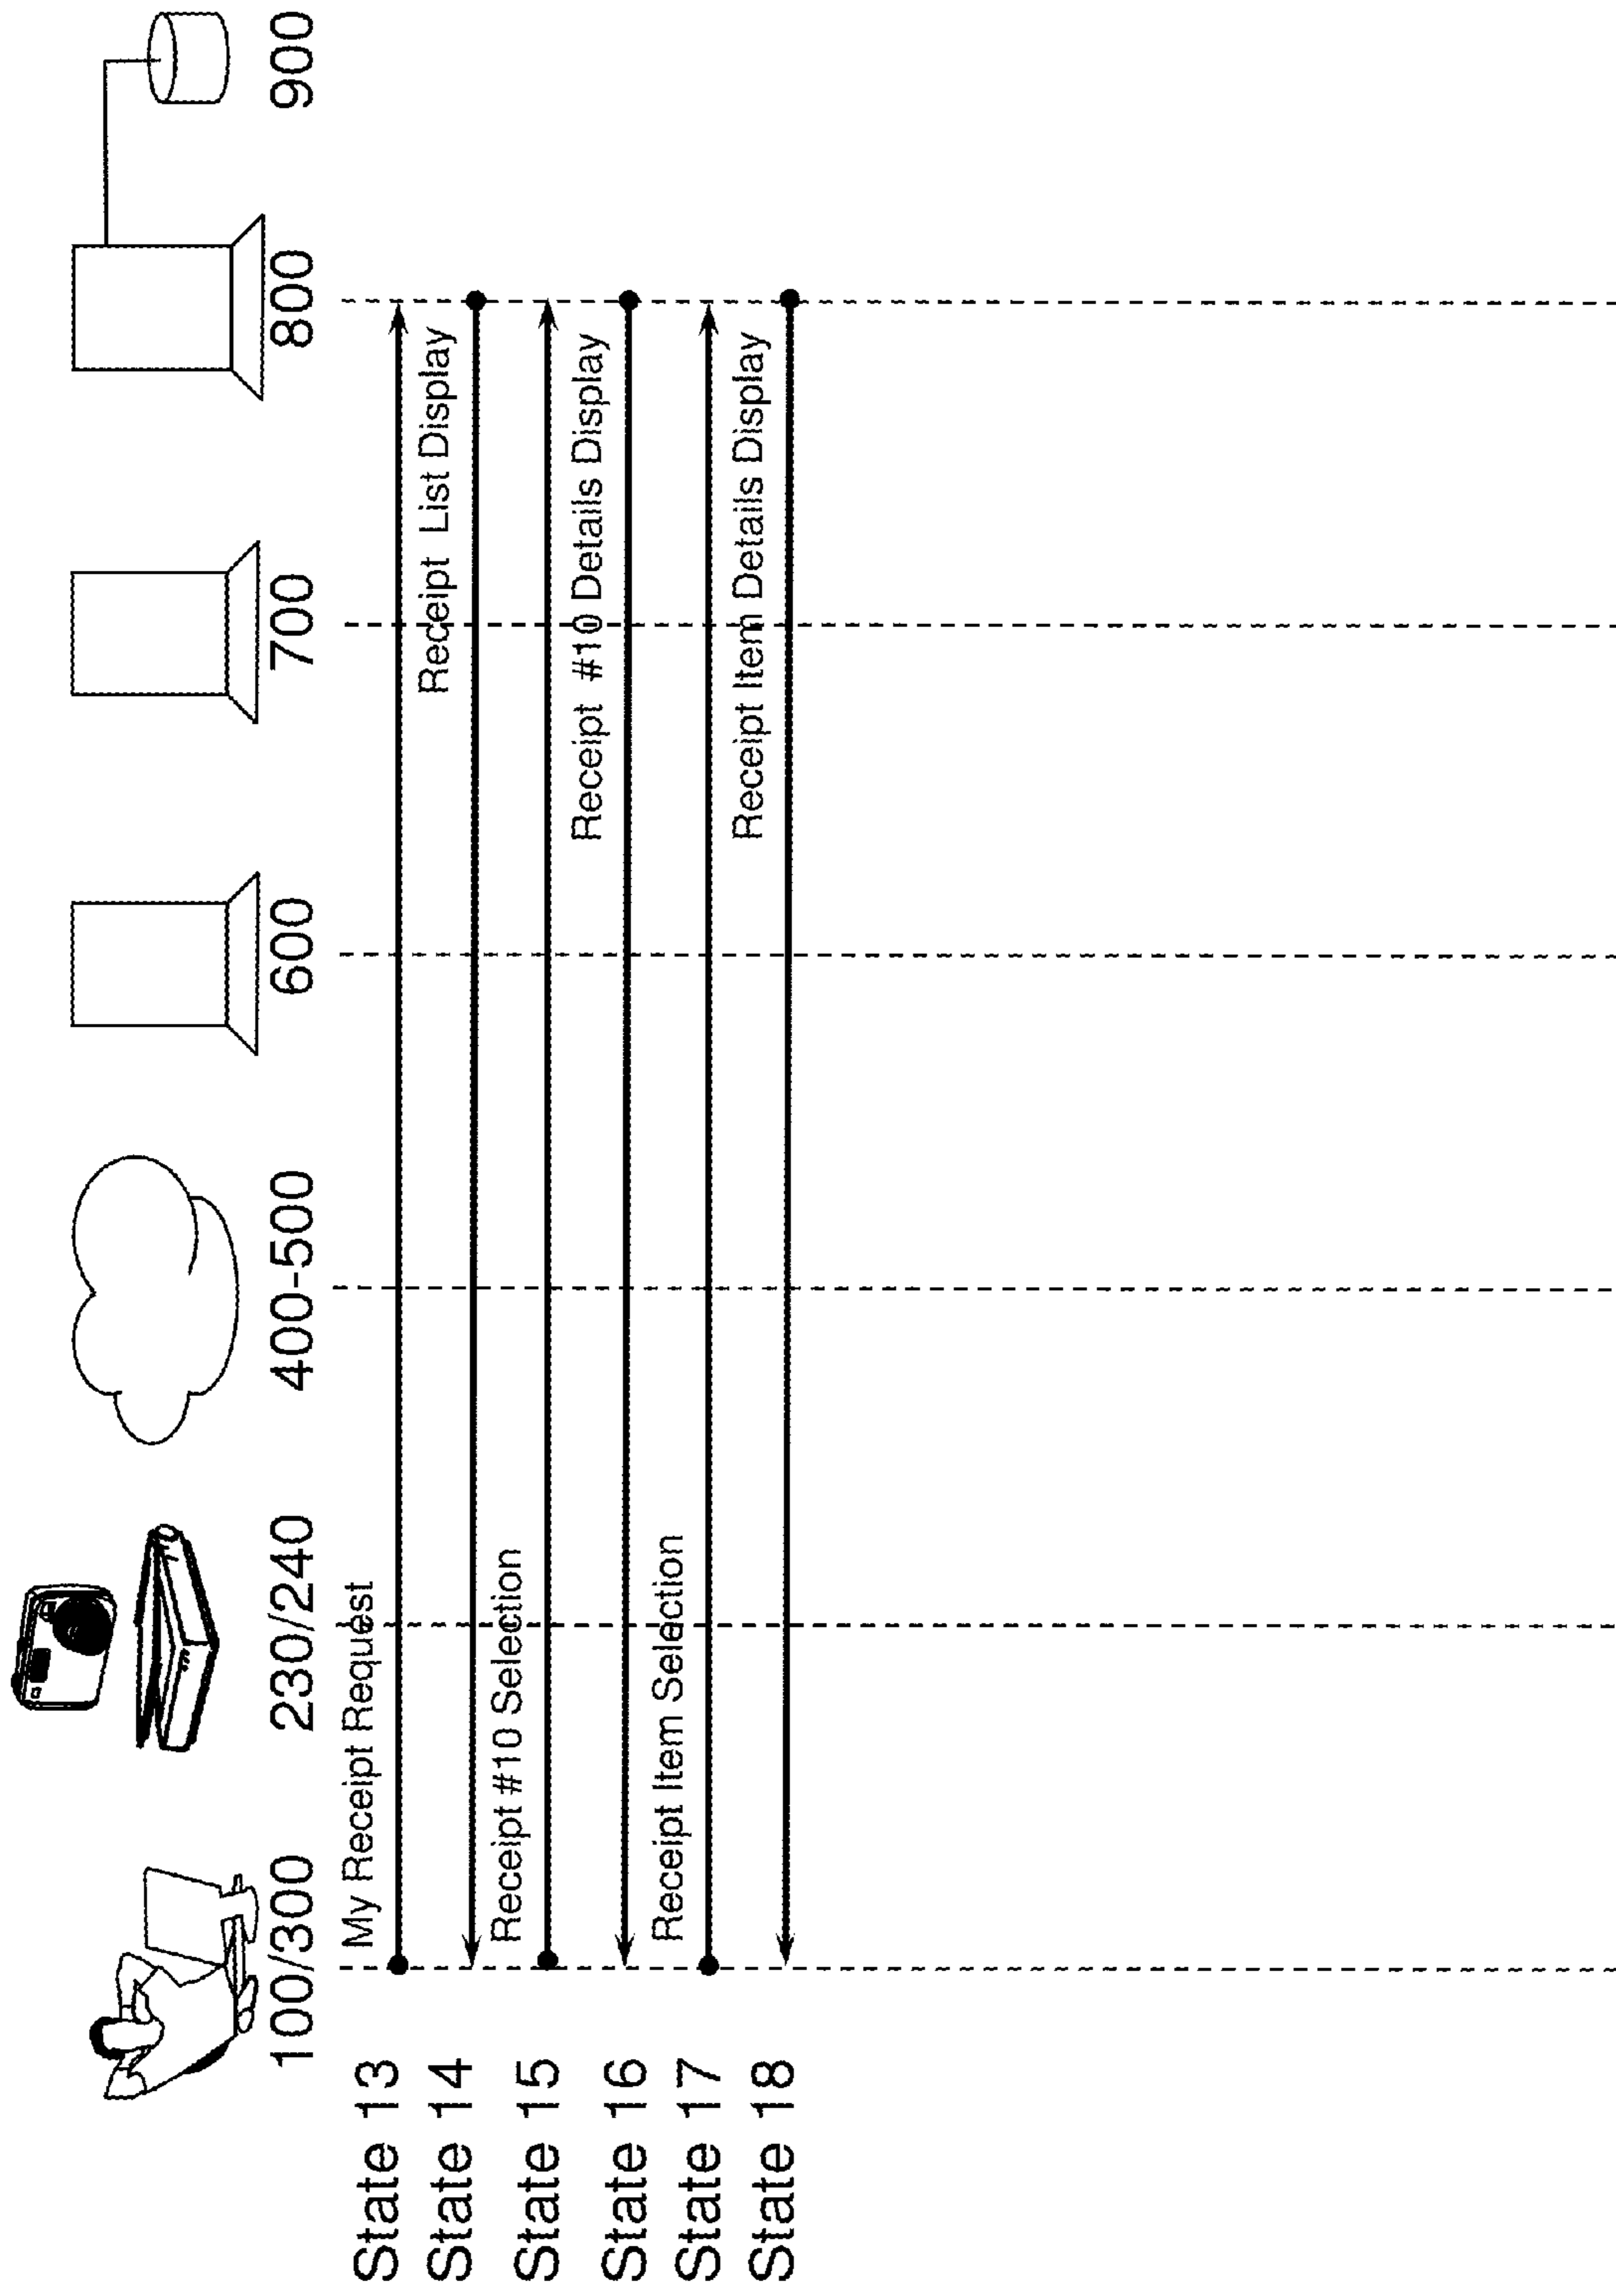 100/300
230/240
400-500
600
700
800
900
State 13
My Receipt Request
State 14
Receipt List Display
State 15
Receipt #10 Selection
State 16
Receipt #10 Details Display
State 17
Receipt Item Selection
State 18
Receipt Item Details Display